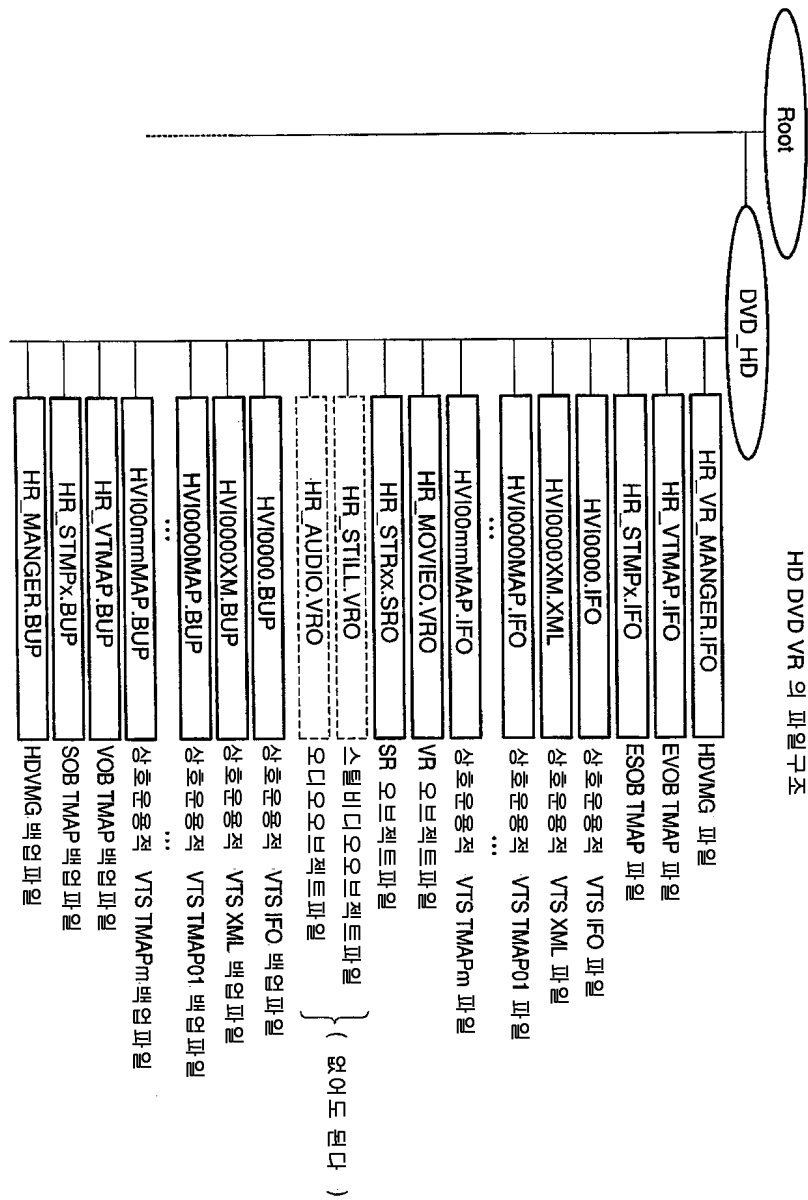 HD DVD VR 의 파일구조
Root
DVD_HD
HR_VR_MANGER.IFO HDVMG 파일
HR_VTMAP.IFO EVOB TMAP 파일
HR_STMPx.IFO ESOB TMAP 파일
HVI0000.IFO 상호운용적 VTS IFO 파일
HVI0000XM.XML 상호운용적 VTS XML 파일
HVI0000MAP.IFO 상호운용적 VTS TMAP01 파일
... ...
HVI00mmMAP.IFO 상호운용적 VTS TMAPm 파일
HR_MOVIEO.VRO VR 오브젝트파일
HR_STRxx.SRO SR 오브젝트파일
HR_STILL.VRO 스틸비디오오브젝트파일
HR_AUDIO.VRO 오디오오브젝트파일
( 없어도 된다 )
HVI0000.BUP 상호운용적 VTS IFO 백업파일
HVI0000XM.BUP 상호운용적 VTS XML 백업파일
HVI0000MAP.BUP 상호운용적 VTS TMAP01 백업파일
... ...
HVI00mmMAP.BUP 상호운용적 VTS TMAPm 백업파일
HR_VTMAP.BUP VOB TMAP 백업파일
HR_STMPx.BUP SOB TMAP 백업파일
HR_MANGER.BUP HDVMG 백업파일